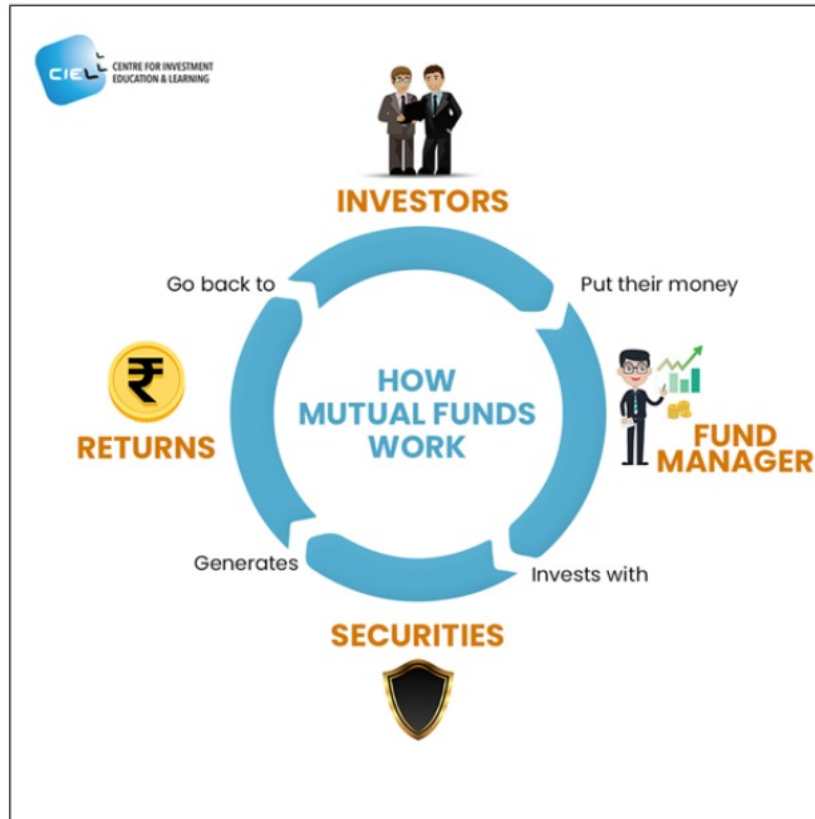 CIEL
CENTRE FOR INVESTMENT
EDUCATION & LEARNING
INVESTORS
Go back to
Put their money
HOW
MUTUAL FUNDS
WORK
₹
RETURNS
FUND
MANAGER
Generates
Invests with
SECURITIES